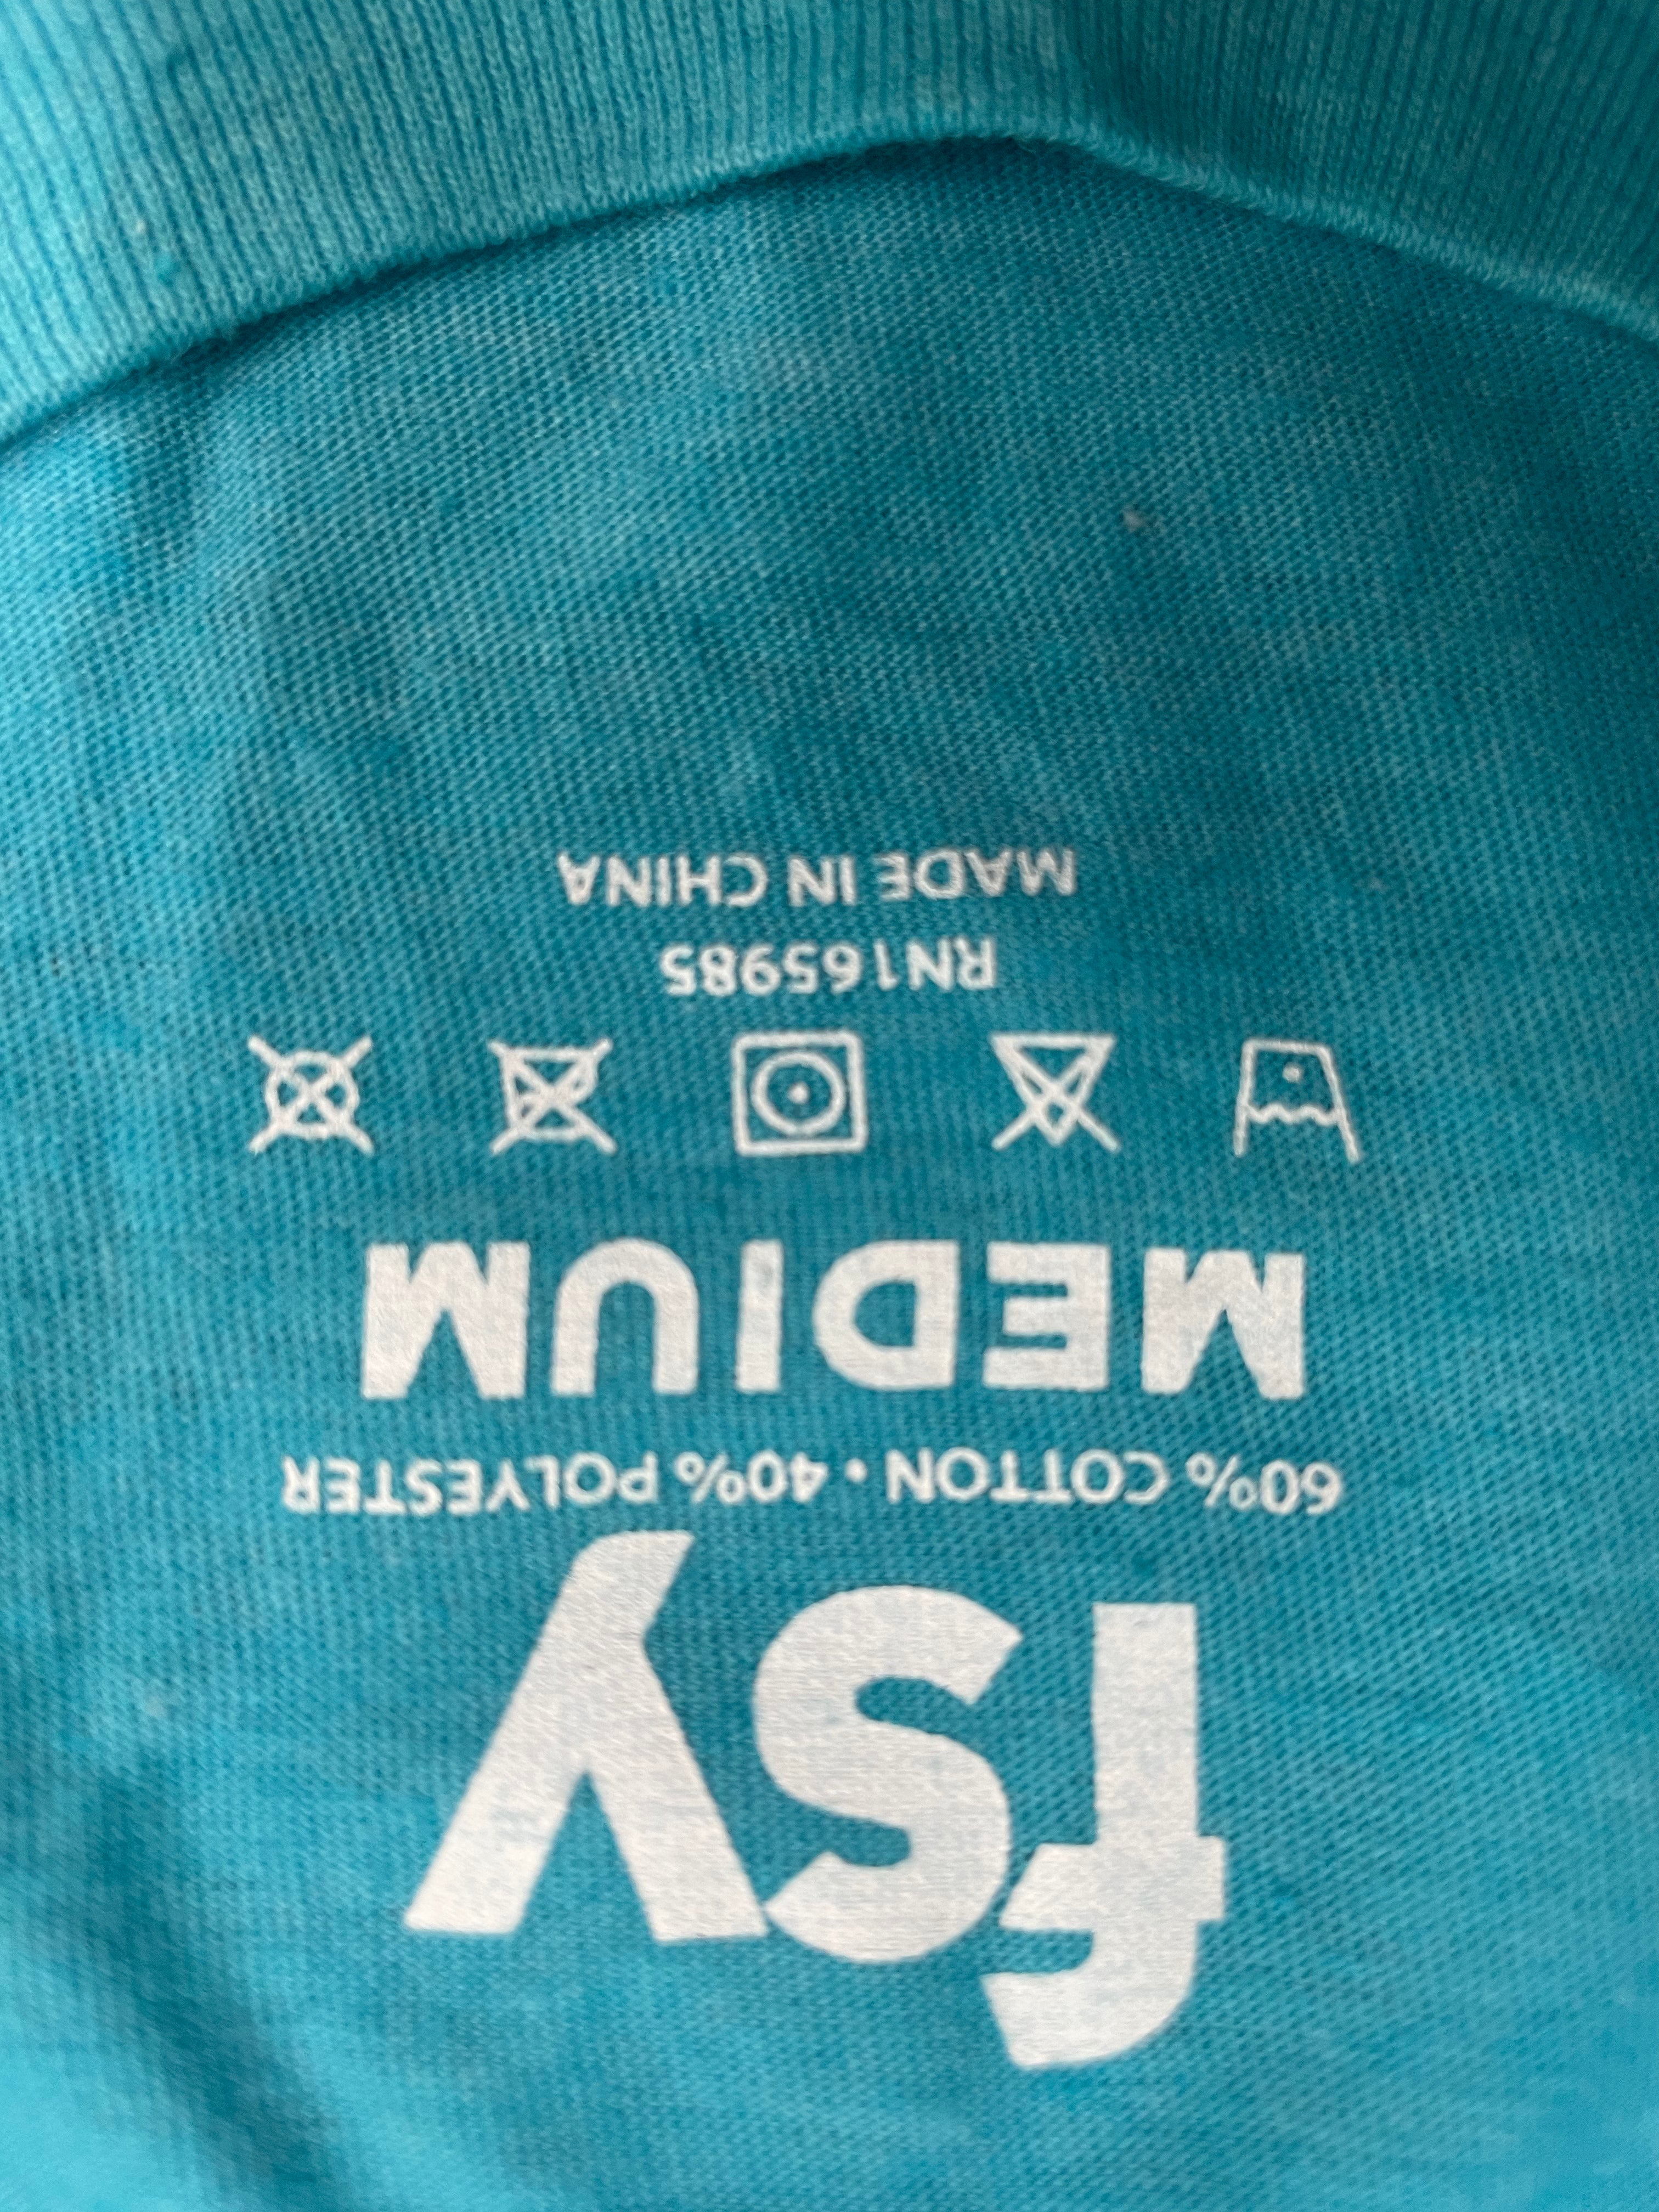 fsy
60% COTTON • 40% POLYESTER
MEDIUM
RN165985
MADE IN CHINA